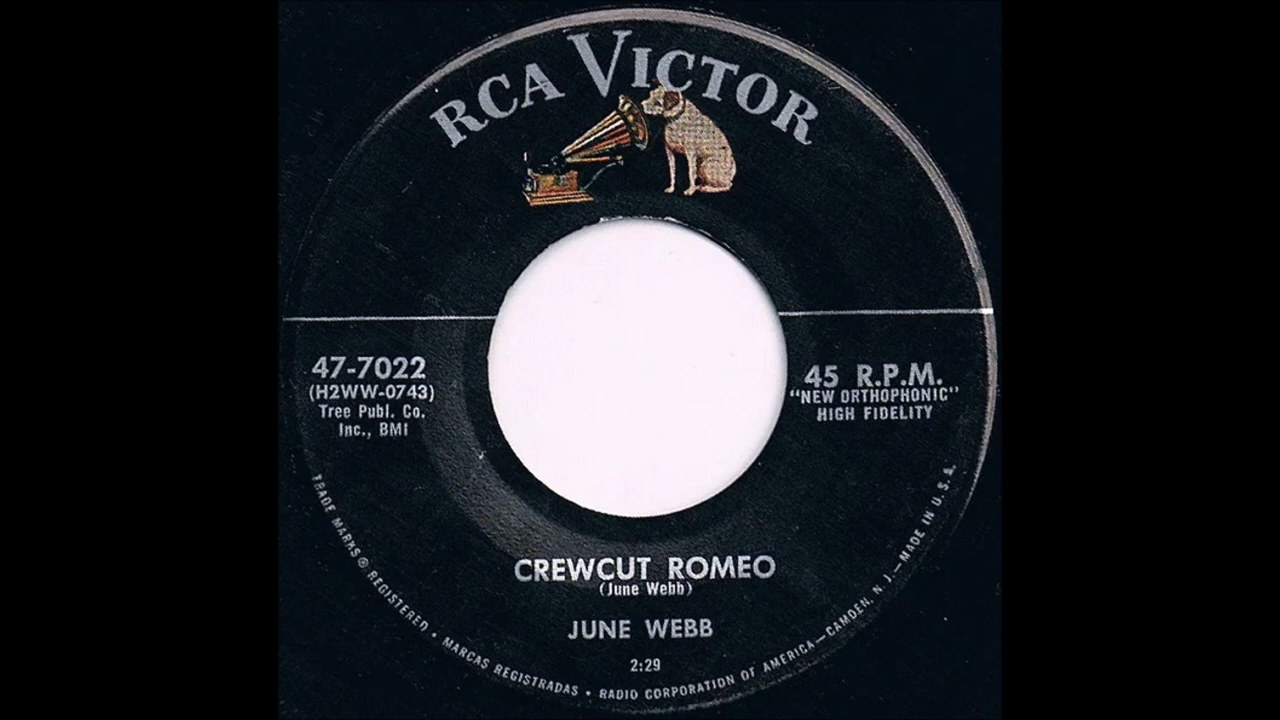 RCA VICTOR
47-7022
(H2WW-0743)
Tree Publ. Co.
Inc., BMI
45 R.P.M.
"NEW ORTHOPHONIC"
HIGH FIDELITY
CREWCUT ROMEO
(June Webb)
JUNE WEBB
2:29
TRADE MARKS ® REGISTERED • MARCAS REGISTRADAS • RADIO CORPORATION OF AMERICA—CAMDEN, N. J.—MADE IN U. S. A.